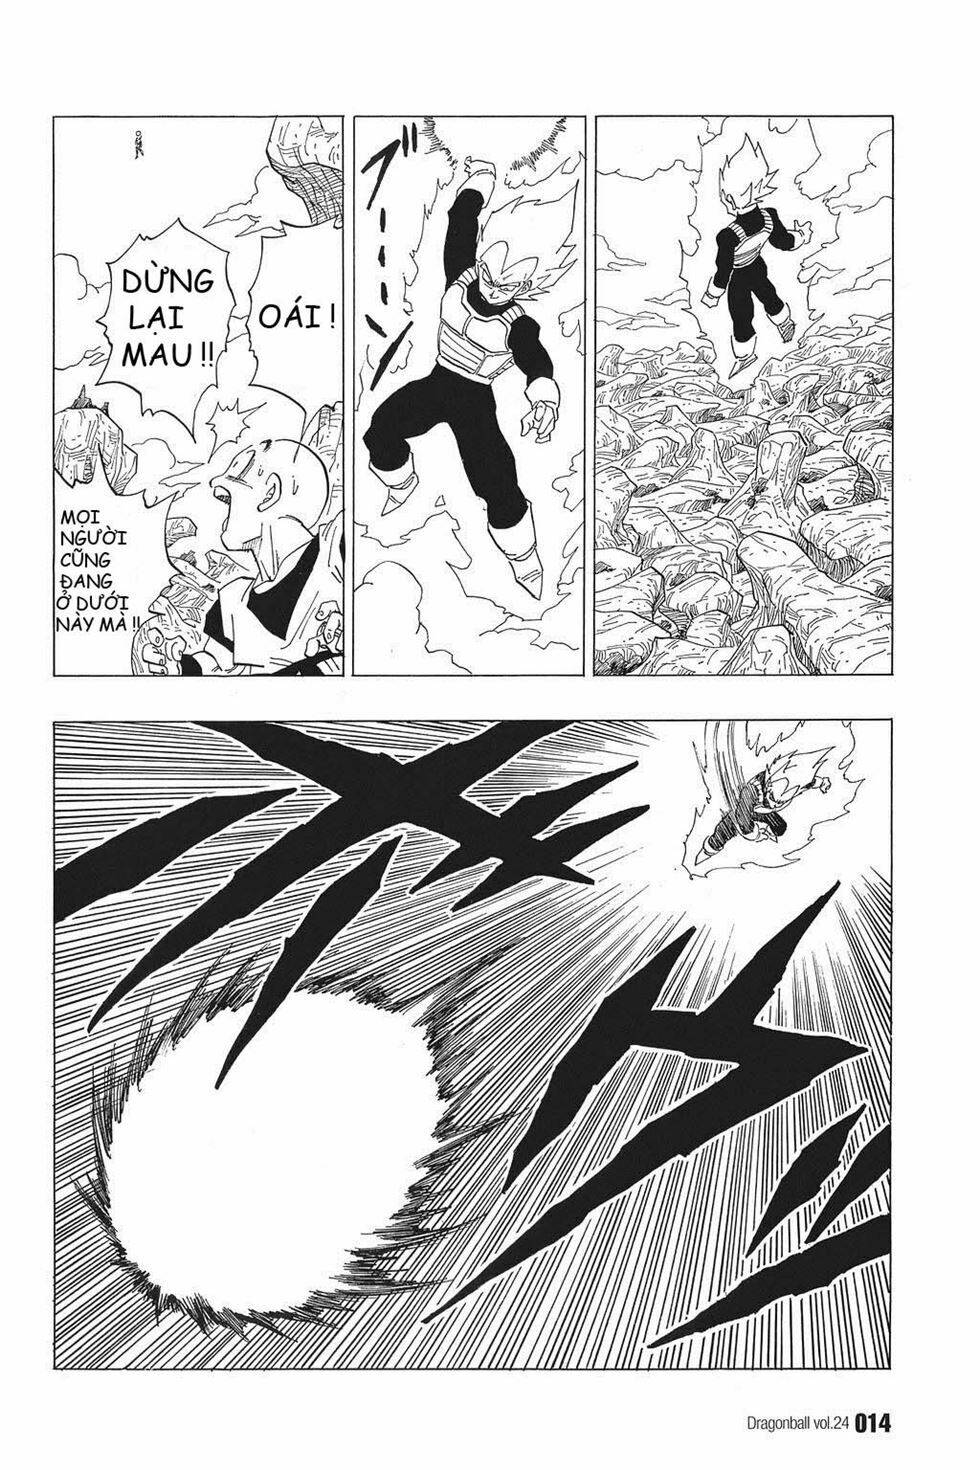 OÁI !
DỪNG
LẠI
MAU !!
MỌI
NGƯỜI
CŨNG
ĐANG
Ở DƯỚI
NÀY MÀ !!
Dragonball vol.24 014